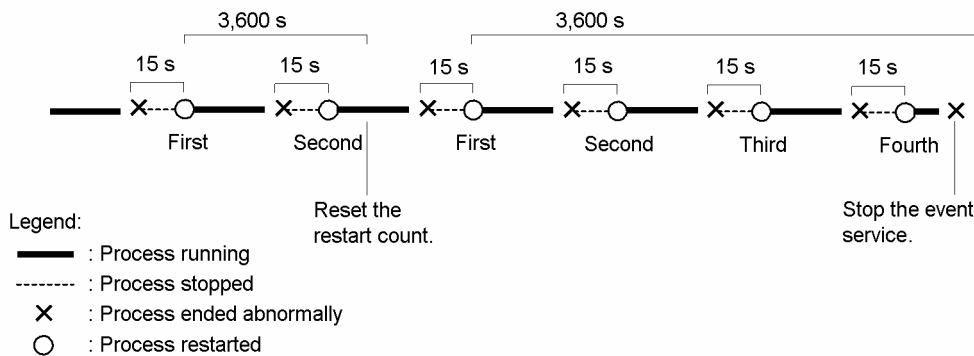 3,600 s
3,600 s
15 s
15 s
15 s
15 s
15 s
15 s
First
Second
First
Second
Third
Fourth
Reset the
restart count.
Stop the event
service.
Legend:
: Process running
: Process stopped
: Process ended abnormally
: Process restarted